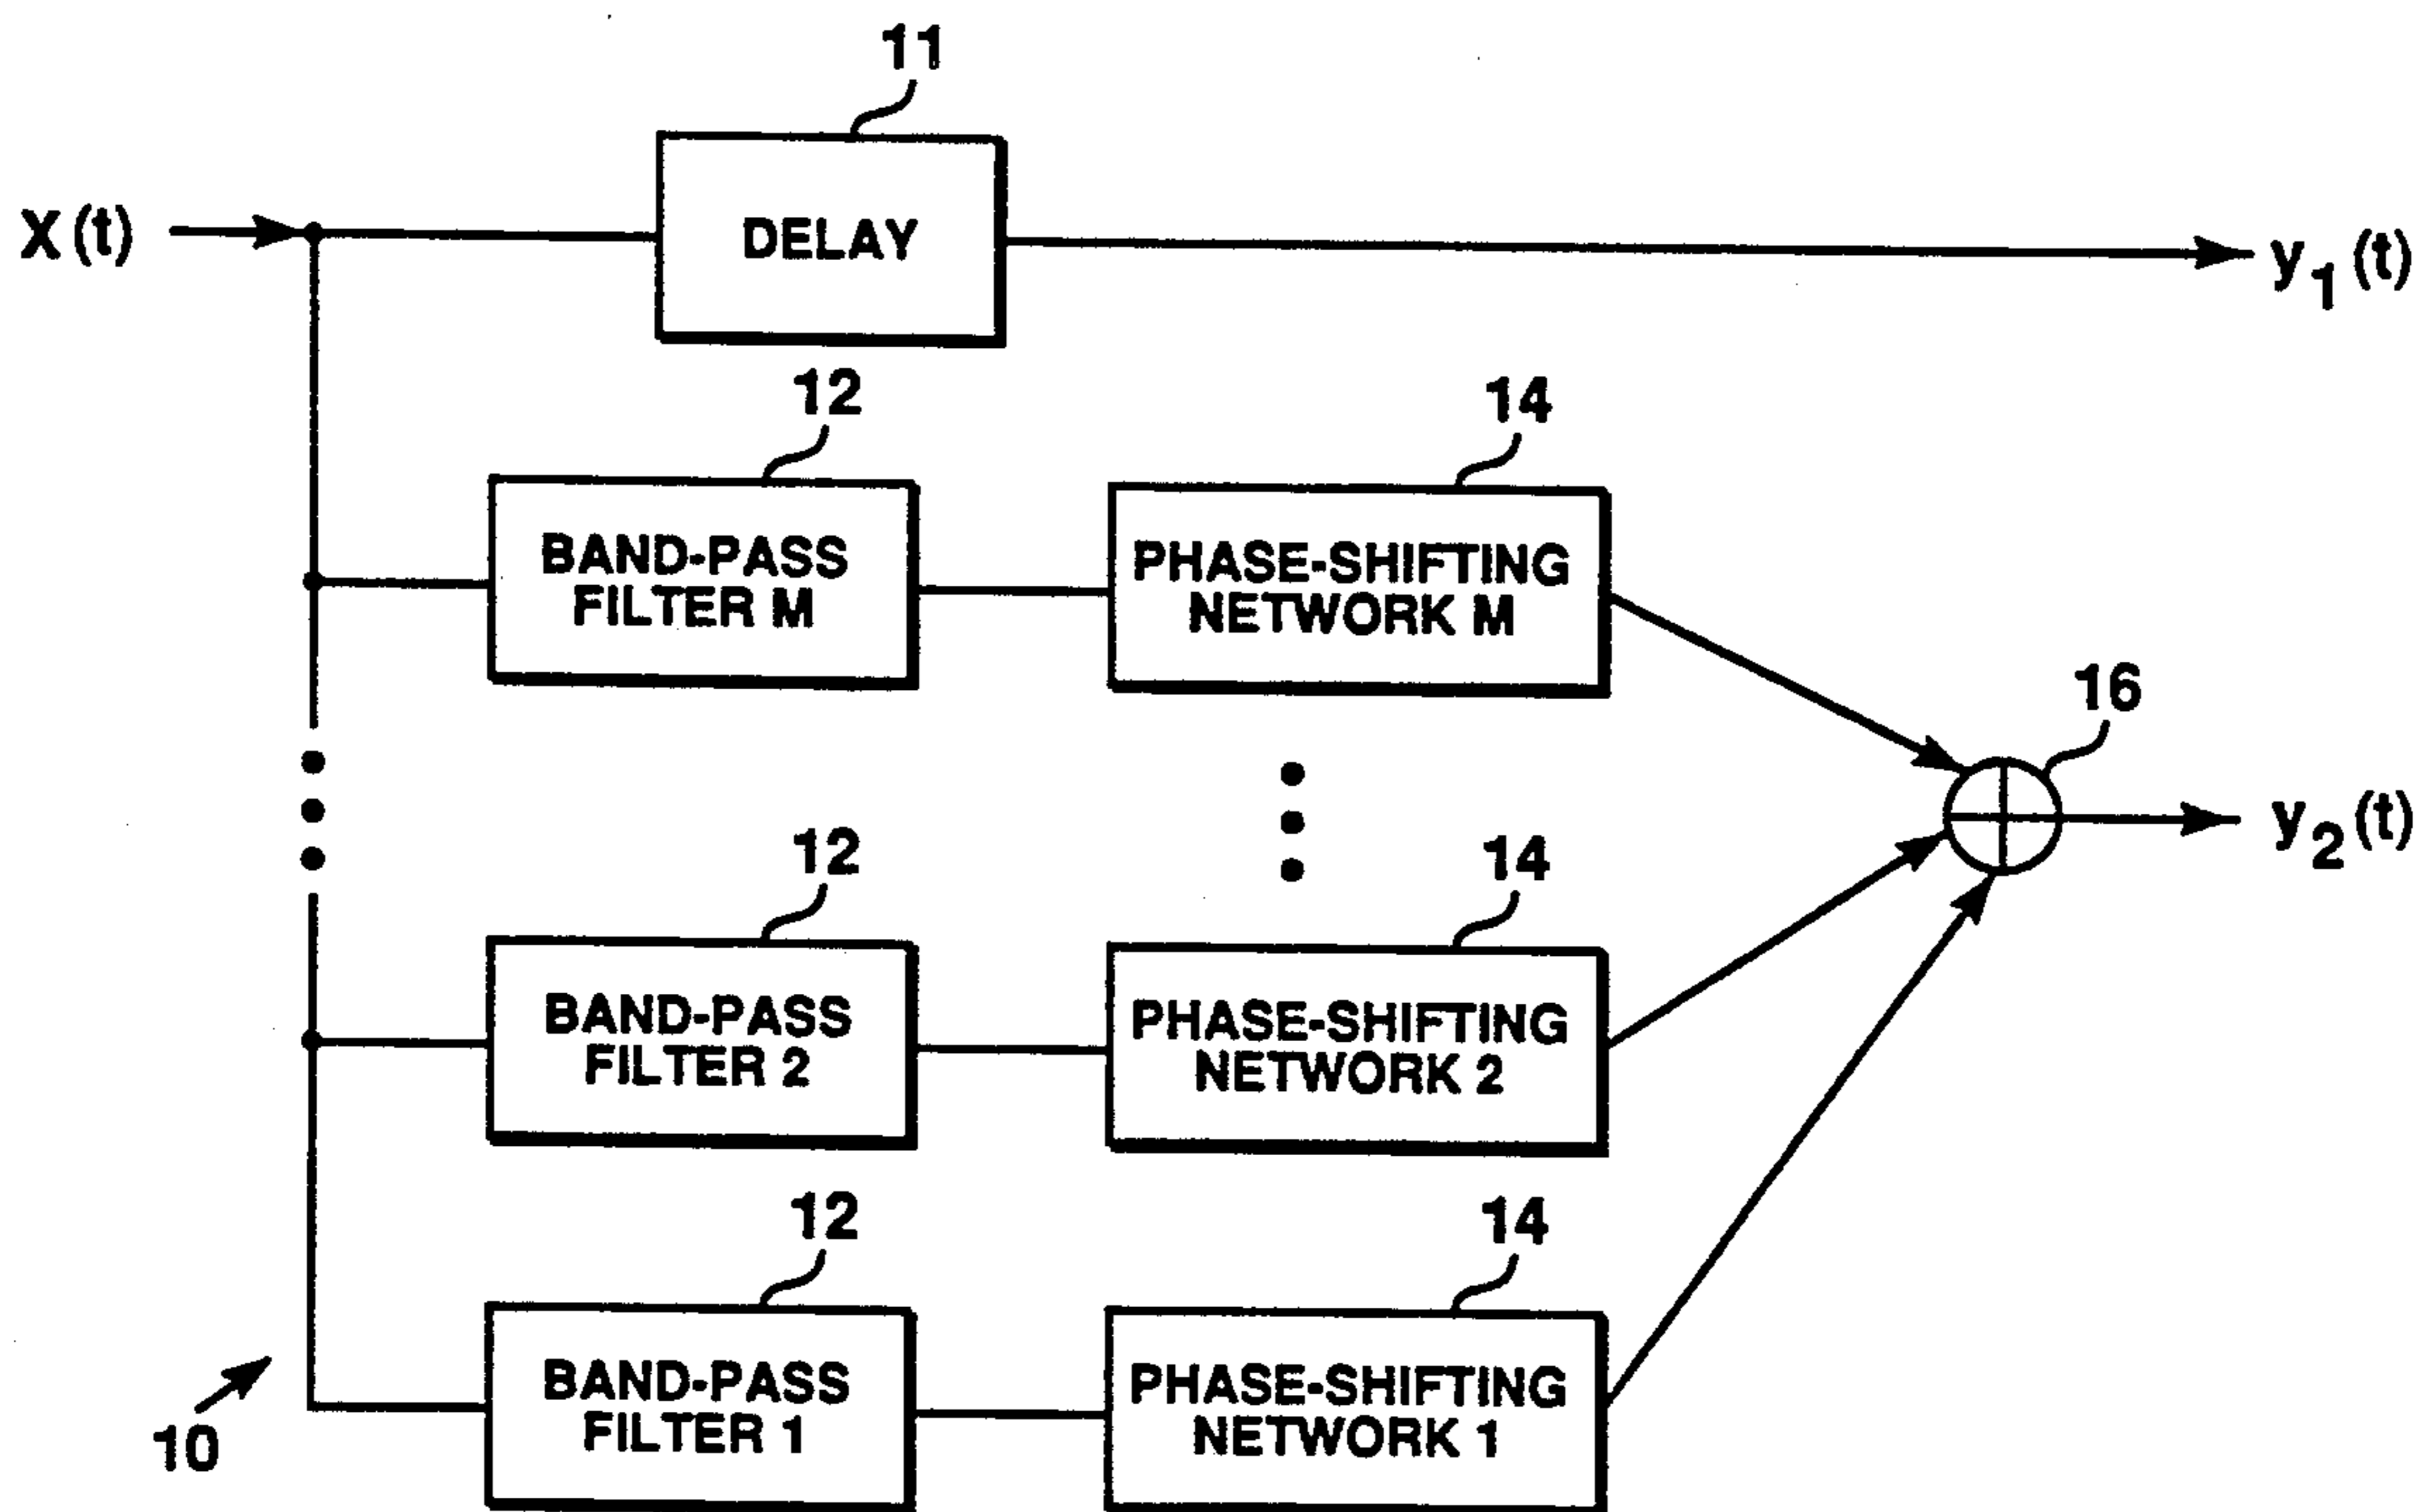 11
X(t)
DELAY
y1(t)
12
14
BAND-PASS
FILTER M
PHASE-SHIFTING
NETWORK M
16
y2(t)
12
14
BAND-PASS
FILTER 2
PHASE-SHIFTING
NETWORK 2
12
14
BAND-PASS
FILTER 1
PHASE-SHIFTING
NETWORK 1
10